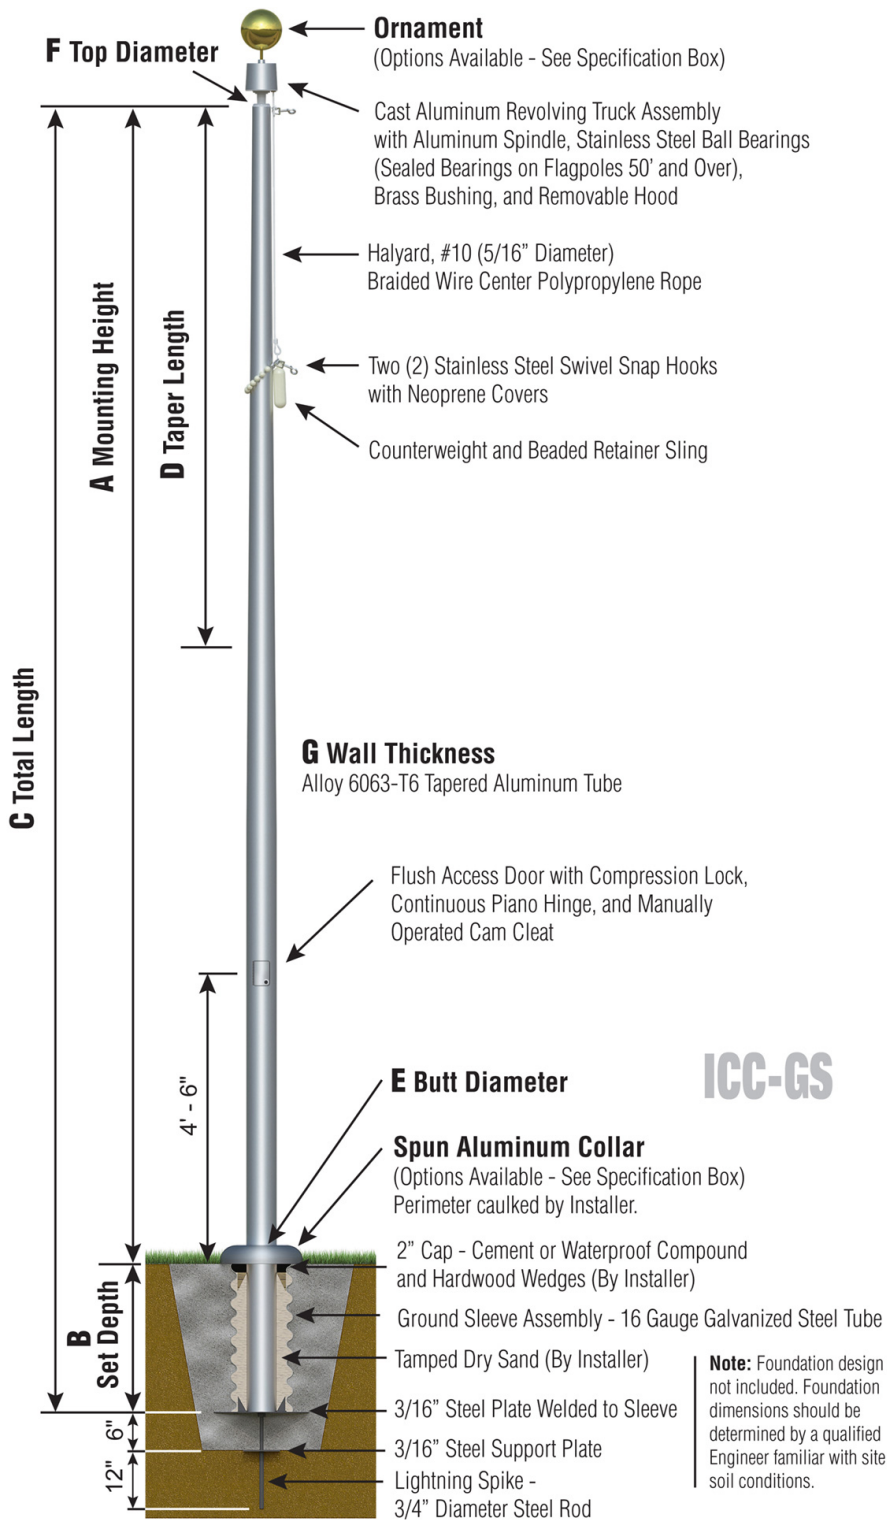 Ornament
(Options Available - See Specification Box)
F Top Diameter
Cast Aluminum Revolving Truck Assembly
with Aluminum Spindle, Stainless Steel Ball Bearings
(Sealed Bearings on Flagpoles 50' and Over),
Brass Bushing, and Removable Hood
Halyard, #10 (5/16” Diameter)
Braided Wire Center Polypropylene Rope
A Mounting Height
D Taper Length
Two (2) Stainless Steel Swivel Snap Hooks
with Neoprene Covers
Counterweight and Beaded Retainer Sling
C Total Length
G Wall Thickness
Alloy 6063-T6 Tapered Aluminum Tube
Flush Access Door with Compression Lock,
Continuous Piano Hinge, and Manually
Operated Cam Cleat
4' - 6"
ICC-GS
E Butt Diameter
Spun Aluminum Collar
(Options Available - See Specification Box)
Perimeter caulked by Installer.
2” Cap - Cement or Waterproof Compound
and Hardwood Wedges (By Installer)
B
Set Depth
Ground Sleeve Assembly - 16 Gauge Galvanized Steel Tube
Tamped Dry Sand (By Installer)
3/16” Steel Plate Welded to Sleeve
6"
3/16” Steel Support Plate
12"
Lightning Spike -
3/4” Diameter Steel Rod
Note: Foundation design
not included. Foundation
dimensions should be
determined by a qualified
Engineer familiar with site
soil conditions.